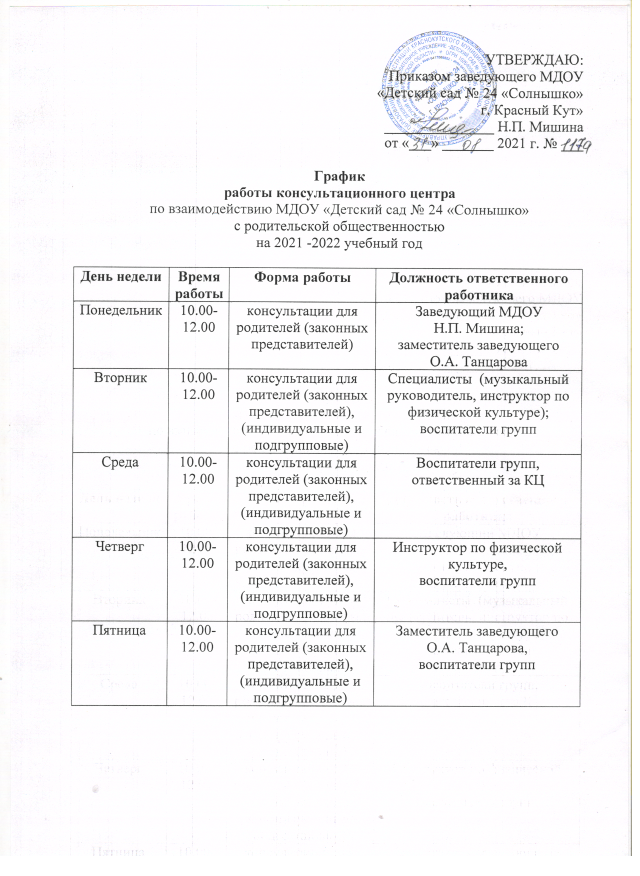 УТВЕРЖДАЮ:
Приказом заведующего МДОУ
«Детский сад № 24 «Солнышко»
г. Красный Кут»
_______________ Н.П. Мишина
от «31» 08 2021 г. № 117д
График
работы консультационного центра
по взаимодействию МДОУ «Детский сад № 24 «Солнышко»
с родительской общественностью
на 2021 -2022 учебный год
День недели Время работы Форма работы Должность ответственного работника
Понедельник 10.00-
12.00
консультации для
родителей (законных
представителей)
Заведующий МДОУ
Н.П. Мишина;
заместитель заведующего
О.А. Танцарова
Вторник 10.00-
12.00
консультации для
родителей (законных
представителей),
(индивидуальные и
подгрупповые)
Специалисты (музыкальный
руководитель, инструктор по
физической культуре);
воспитатели групп
Среда 10.00-
12.00
консультации для
родителей (законных
представителей),
(индивидуальные и
подгрупповые)
Воспитатели групп,
ответственный за КЦ
Четверг 10.00-
12.00
консультации для
родителей (законных
представителей),
(индивидуальные и
подгрупповые)
Инструктор по физической
культуре,
воспитатели групп
Пятница 10.00-
12.00
консультации для
родителей (законных
представителей),
(индивидуальные и
подгрупповые)
Заместитель заведующего
О.А. Танцарова,
воспитатели групп